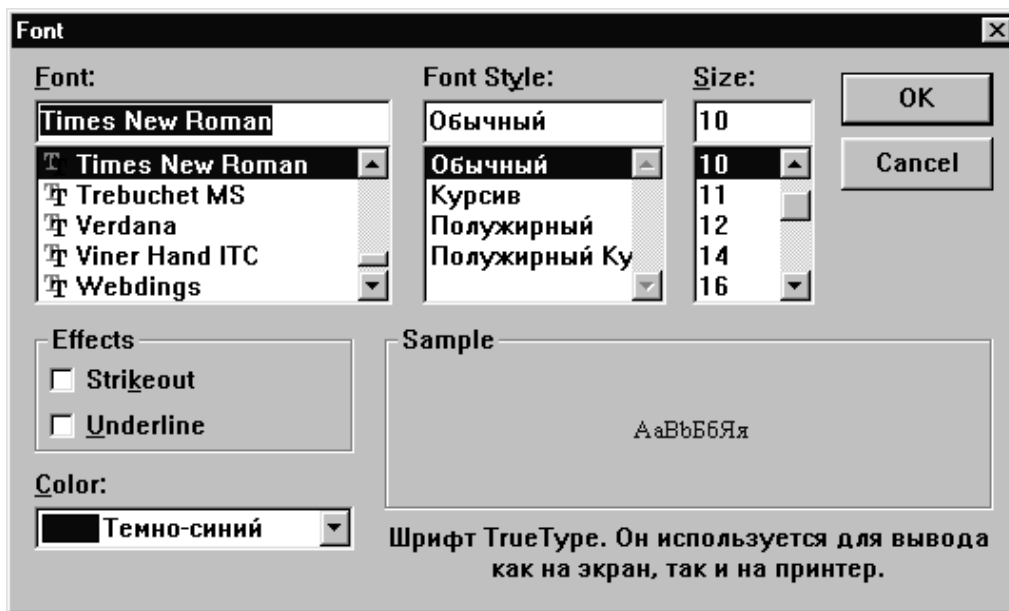 Font
Font:
Font Style:
Size:
Times New Roman
Обычный
10
OK
Cancel
Times New Roman
Trebuchet MS
Verdana
Viner Hand ITC
Webdings
Обычный
Курсив
Полужирный
Полужирный Ку
10
11
12
14
16
Effects
Strikeout
Underline
Sample
АаВbБбЯя
Color:
Темно-синий
Шрифт TrueType. Он используется для вывода
как на экран, так и на принтер.